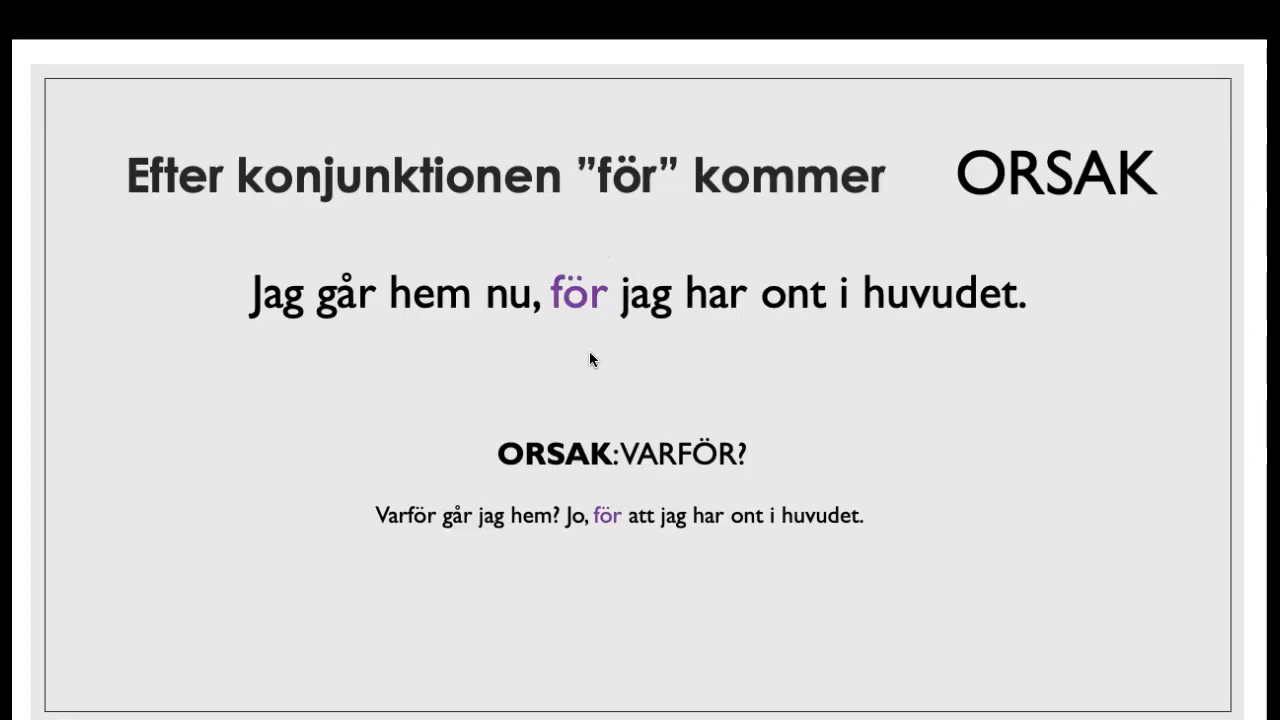 Efter konjunktionen ”för” kommer ORSAK
Jag går hem nu, för jag har ont i huvudet.
ORSAK: VARFÖR?
Varför går jag hem? Jo, för att jag har ont i huvudet.